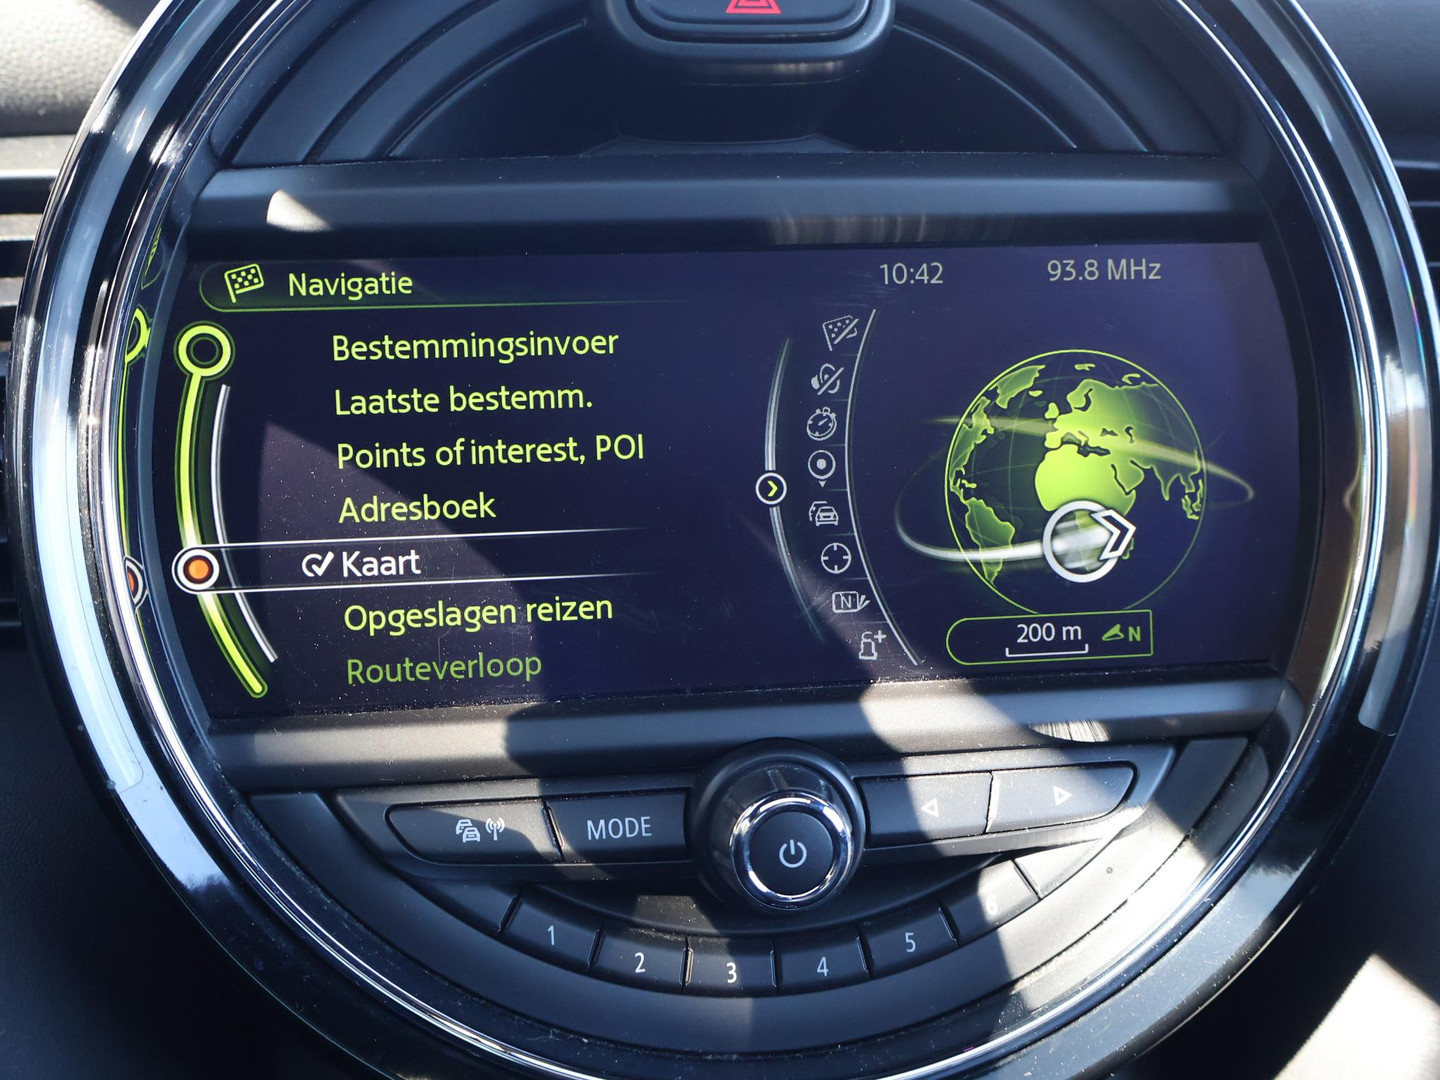 Navigatie
10:42
93.8 MHz
Bestemmingsinvoer
Laatste bestemm.
Points of interest, POI
Adresboek
Kaart
Opgeslagen reizen
Routeverloop
N
200 m
N
MODE
1
2
3
4
5
6